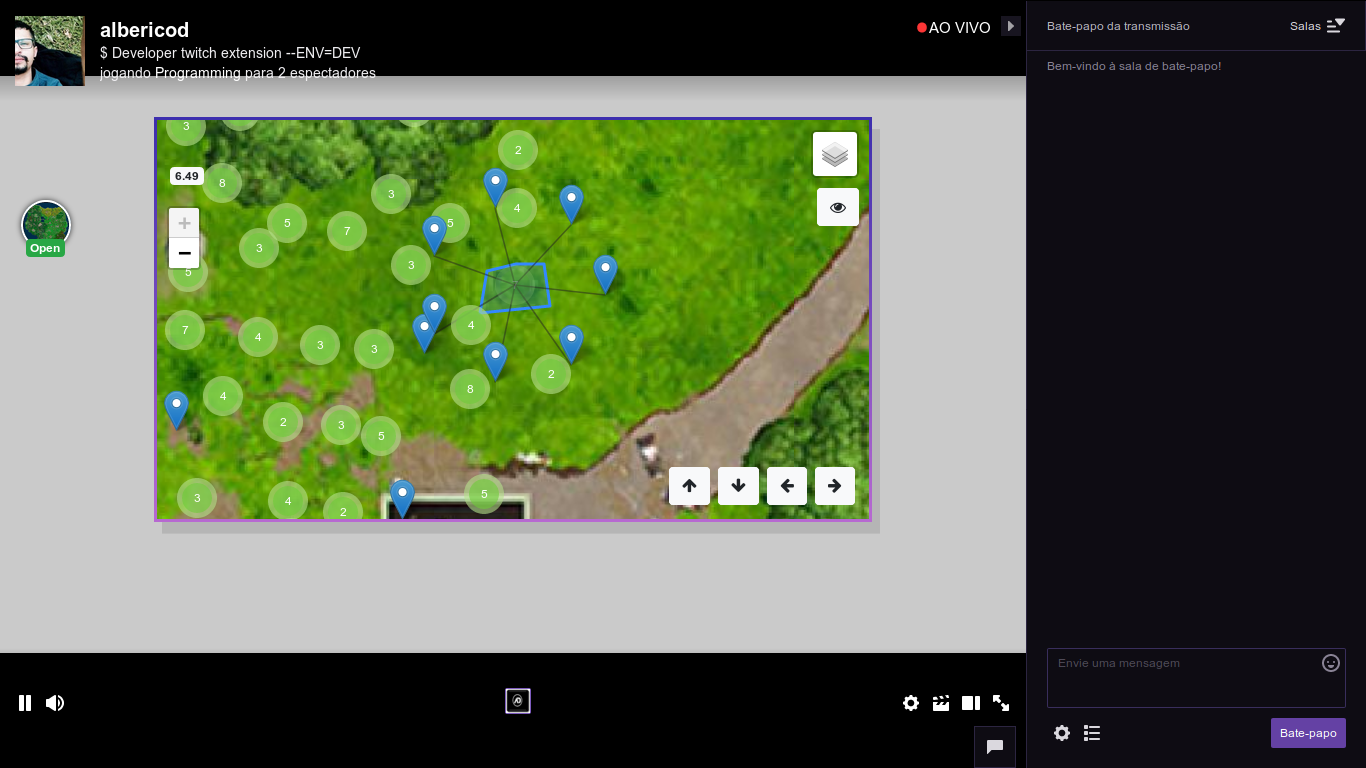 albericod
$ Developer twitch extension --ENV=DEV
jogando Programming para 2 espectadores
AO VIVO
Bate-papo da transmissão
Salas
Bem-vindo à sala de bate-papo!
3
2
6.49
8
3
4
5
7
5
3
3
+
−
5
Open
7
4
3
3
4
8
2
4
2
3
5
3
4
2
5
Envie uma mensagem
Bate-papo